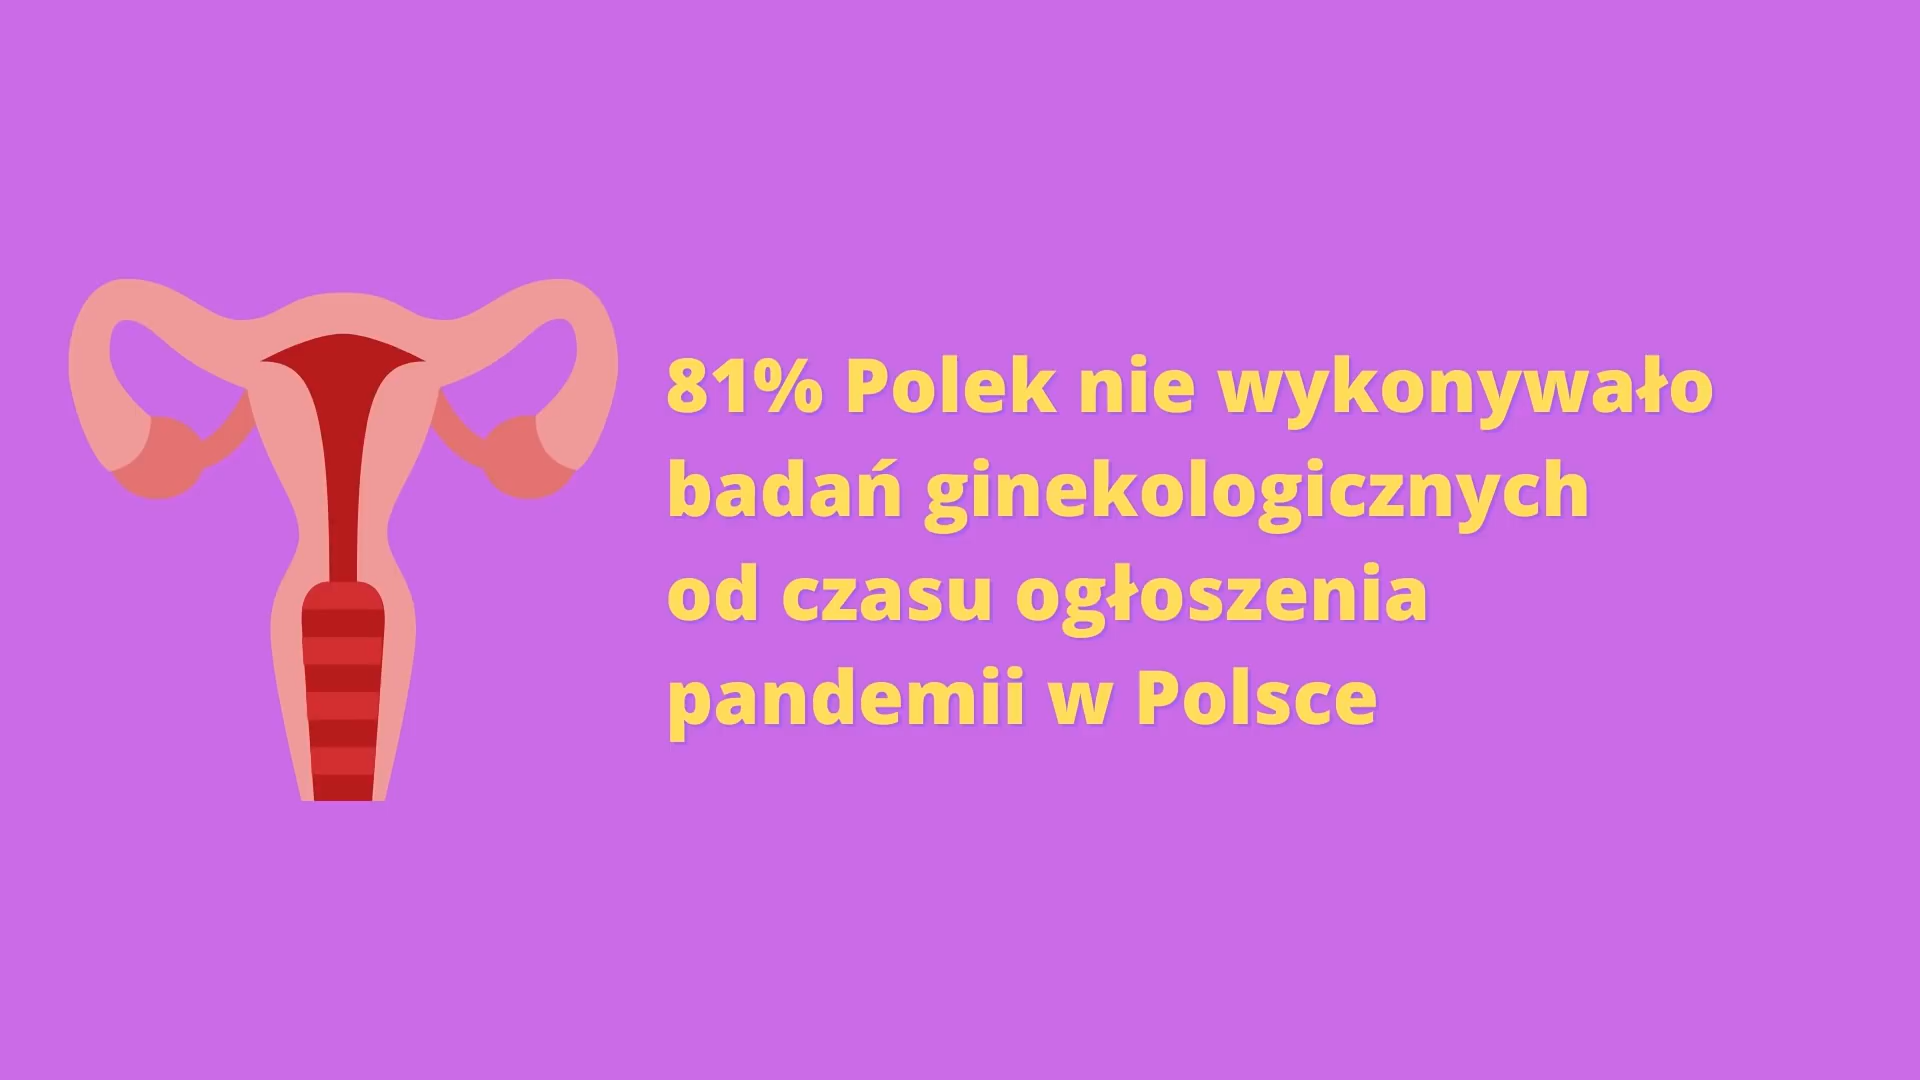 81% Polek nie wykonywało
badań ginekologicznych
od czasu ogłoszenia
pandemii w Polsce